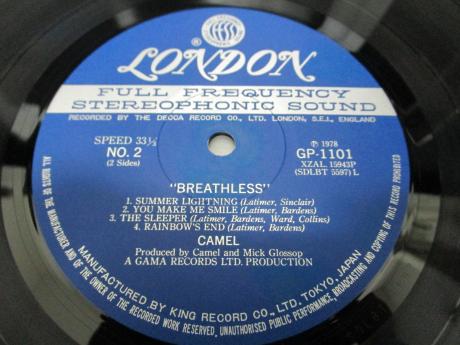 LONDON
®
FULL FREQUENCY
STEREOPHONIC SOUND
RECORDED BY THE DECCA RECORD CO., LTD. LONDON, S.E.I., ENGLAND
SPEED 33⅓
NO. 2
(2 Sides)
Ⓟ 1978
GP-1101
XZAL. 15943P
(SDLBT 5597) L
"BREATHLESS"
1. SUMMER LIGHTNING (Latimer, Sinclair)
2. YOU MAKE ME SMILE (Latimer, Bardens)
3. THE SLEEPER (Latimer, Bardens, Ward, Collins)
4. RAINBOW'S END (Latimer, Bardens)
CAMEL
Produced by Camel and Mick Glossop
A GAMA RECORDS LTD. PRODUCTION
MANUFACTURED BY KING RECORD CO., LTD. TOKYO, JAPAN
ALL RIGHTS OF THE MANUFACTURER AND OF THE OWNER OF THE RECORDED WORK RESERVED, UNAUTHORISED PUBLIC PERFORMANCE, BROADCASTING AND COPYING OF THIS RECORD PROHIBITED